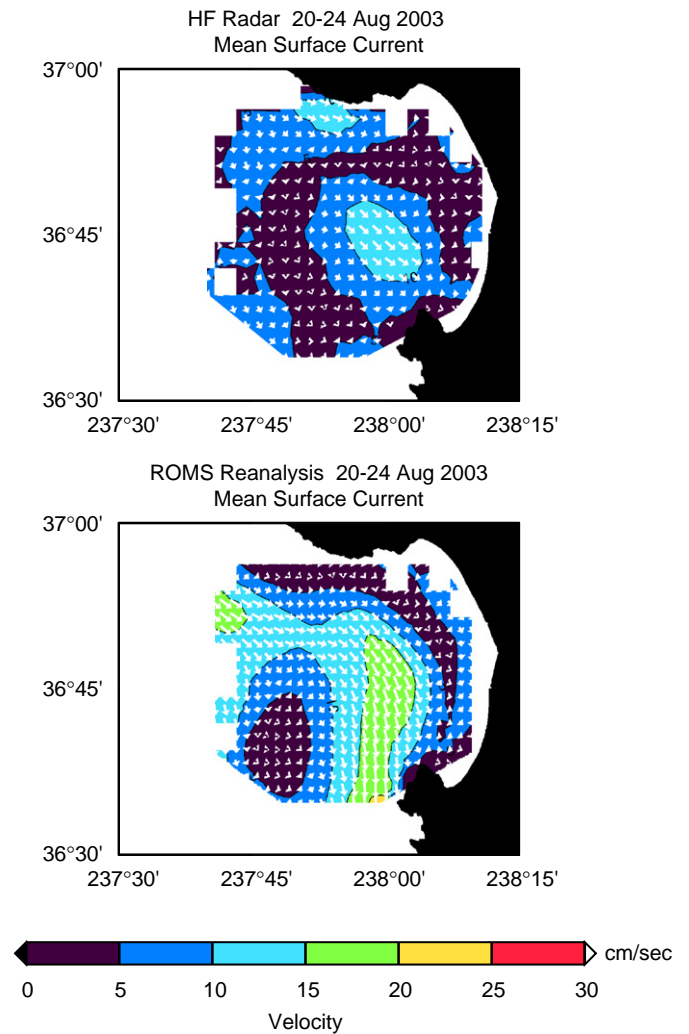 HF Radar 20-24 Aug 2003
Mean Surface Current
37°00'
36°45'
36°30'
237°30' 237°45' 238°00' 238°15'
ROMS Reanalysis 20-24 Aug 2003
Mean Surface Current
37°00'
36°45'
36°30'
237°30' 237°45' 238°00' 238°15'
cm/sec
0 5 10 15 20 25 30
Velocity